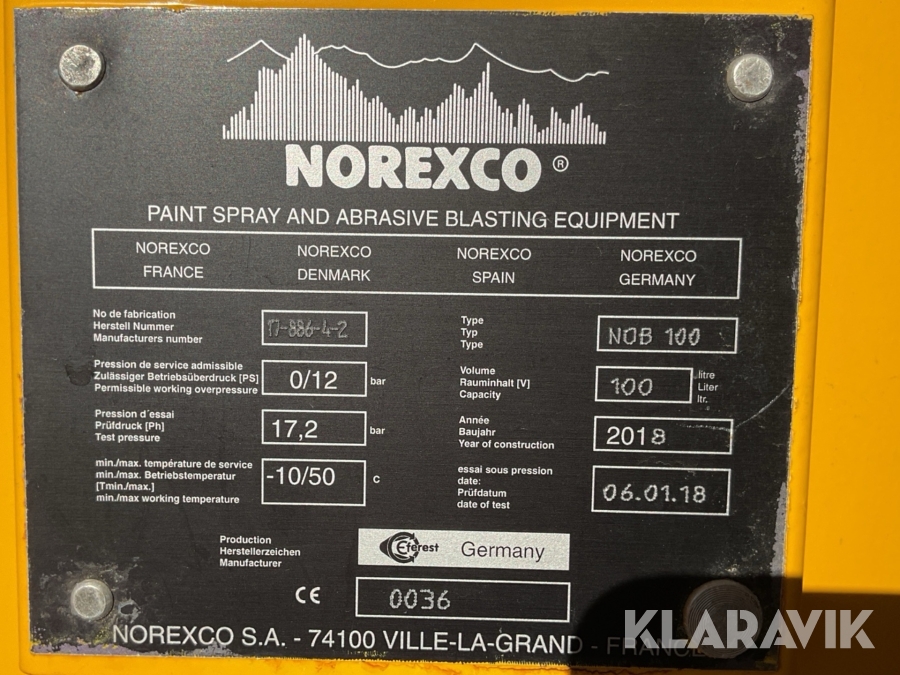 NOREXCO ®
PAINT SPRAY AND ABRASIVE BLASTING EQUIPMENT
NOREXCO FRANCE
NOREXCO DENMARK
NOREXCO SPAIN
NOREXCO GERMANY
No de fabrication
Herstell Nummer
Manufacturers number
17-886-4-2
Pression de service admissible
Zulässiger Betriebsüberdruck [PS]
Permissible working overpressure
0/12 bar
Pression d´essai
Prüfdruck [Ph]
Test pressure
17,2 bar
min./max. température de service
min./max. Betriebstemperatur
[Tmin./max.]
min./max working temperature
-10/50 C
Type
Typ
Type
NOB 100
Volume
Rauminhalt [V]
Capacity
100
litre
Liter
ltr.
Année
Baujahr
Year of construction
2018
essai sous pression
date:
Prüfdatum
date of test
06.01.18
Production
Herstellerzeichen
Manufacturer
Eferest Germany
CE 0036
NOREXCO S.A. - 74100 VILLE-LA-GRAND - FRANCE
KLARAVIK